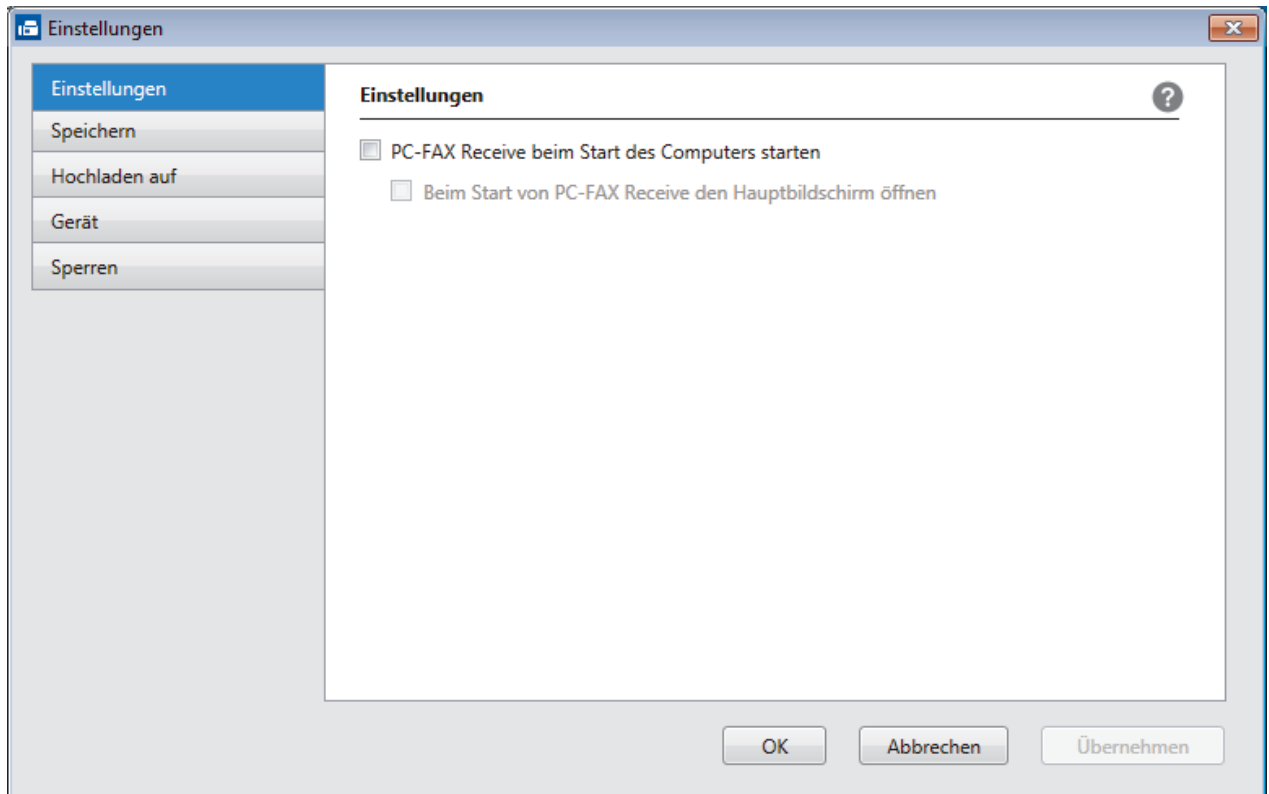 Einstellungen
Einstellungen
Speichern
Hochladen auf
Gerät
Sperren
Einstellungen
?
PC-FAX Receive beim Start des Computers starten
Beim Start von PC-FAX Receive den Hauptbildschirm öffnen
OK
Abbrechen
Übernehmen